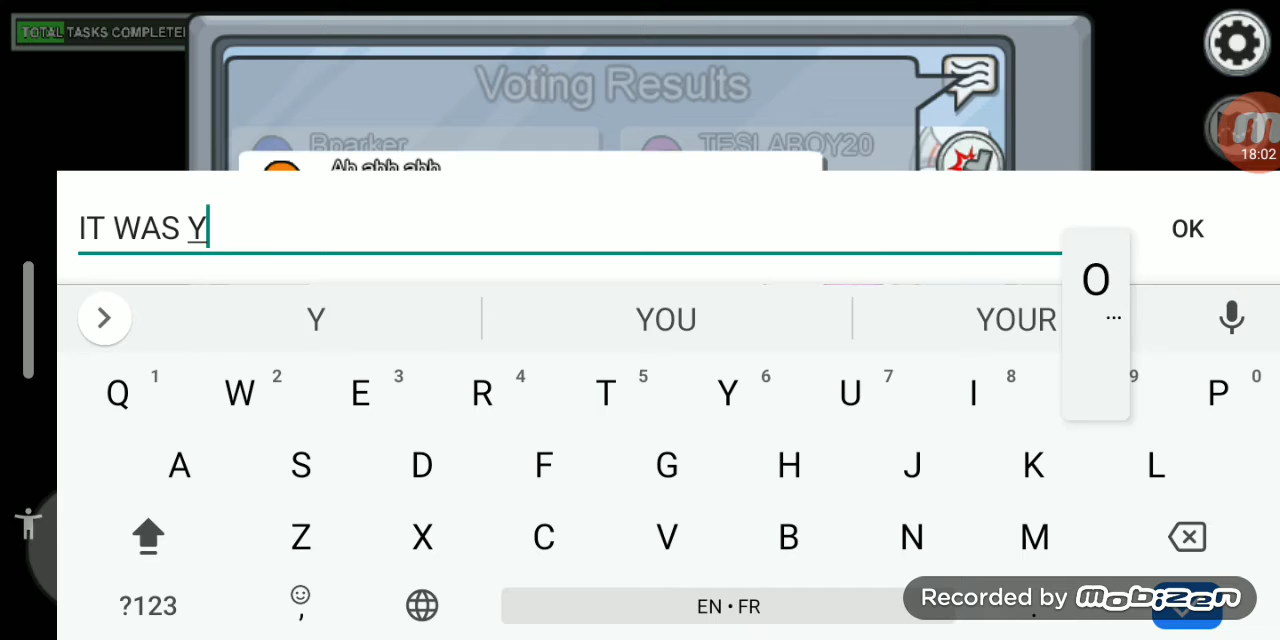 TOTAL TASKS COMPLETE
Voting Results
Bparker TESLABOY20
Ah ahh ahh
18:02
IT WAS Y OK
O
...
Y YOU YOUR
Q 1 W 2 E 3 R 4 T 5 Y 6 U 7 I 8 9 P 0
A S D F G H J K L
Z X C V B N M
?123 , EN • FR .
Recorded by mobizen